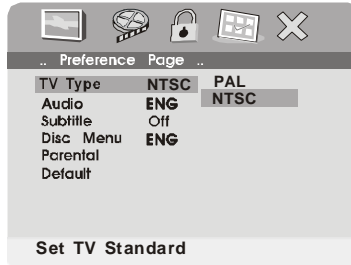 .. Preference Page ..
TV Type NTSC PAL
Audio ENG NTSC
Subtitle Off
Disc Menu ENG
Parental
Default
Set TV Standard